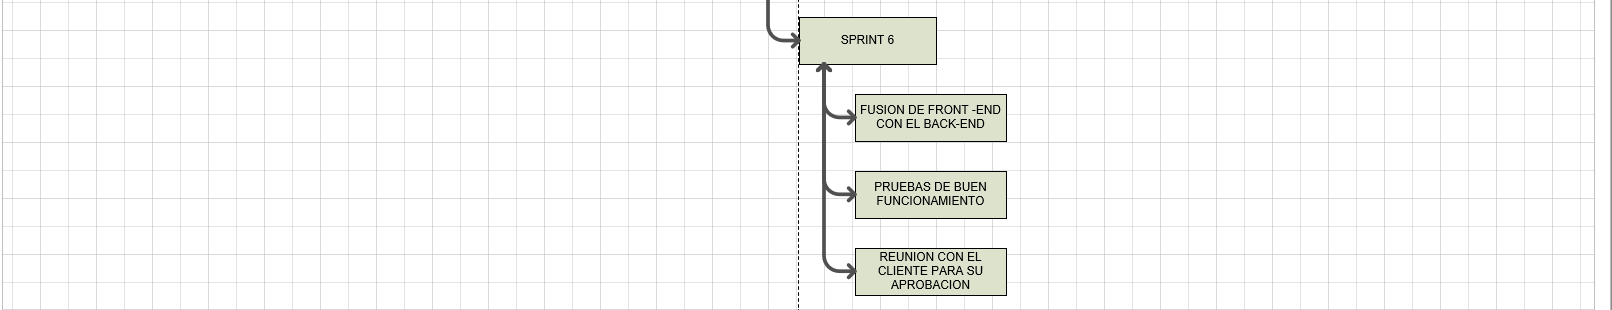 SPRINT 6
FUSION DE FRONT -END
CON EL BACK-END
PRUEBAS DE BUEN
FUNCIONAMIENTO
REUNION CON EL
CLIENTE PARA SU
APROBACION